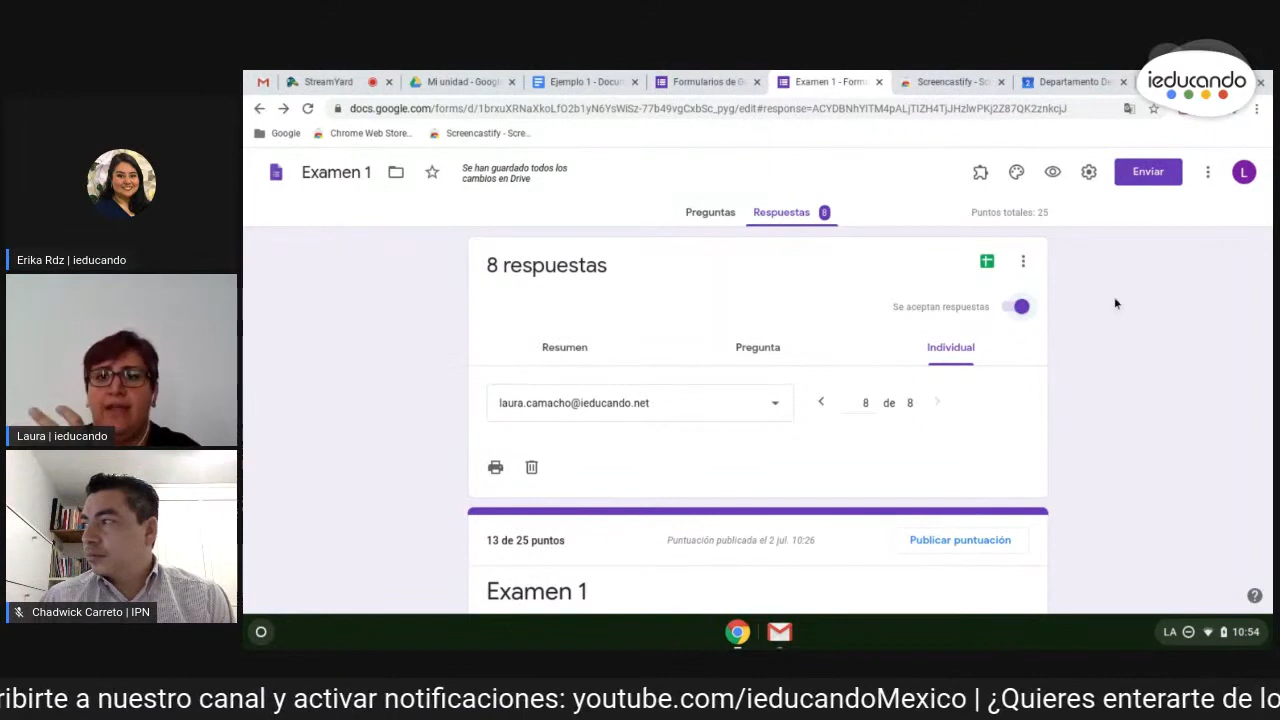 ieducando
StreamYard
Mi unidad - Googl
Ejemplo 1 - Docu
Formularios de G
Examen 1 - Form
Screencastify - Sc
Departamento De
docs.google.com/forms/d/1brxuXRNaXkoLfO2b1yN6YsWiSz-77b49vgCxbSc_pyg/edit#response=ACYDBNhYlTM4pALjTIZH4TjJHzlwPKj2Z87QK2znkcjJ
Google
Chrome Web Store...
Screencastify - Scre...
Examen 1
Se han guardado todos los
cambios en Drive
Enviar
L
Preguntas
Respuestas 8
Puntos totales: 25
8 respuestas
Se aceptan respuestas
Resumen
Pregunta
Individual
laura.camacho@ieducando.net
8 de 8
13 de 25 puntos
Puntuación publicada el 2 jul. 10:26
Publicar puntuación
Examen 1
LA
10:54
Erika Rdz | ieducando
Laura | ieducando
Chadwick Carreto | IPN
ribirte a nuestro canal y activar notificaciones: youtube.com/ieducandoMexico | ¿Quieres enterarte de lo